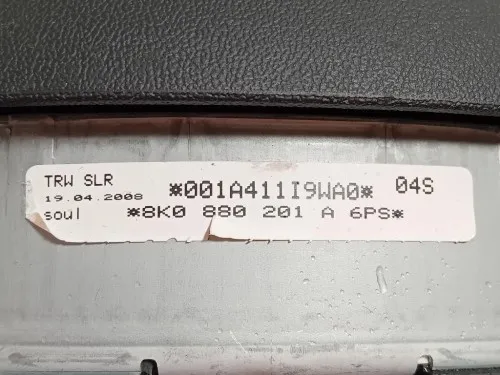 TRW SLR *001A411I9WA0* 04S
19.04.2008
soul *8K0 880 201 A 6PS*